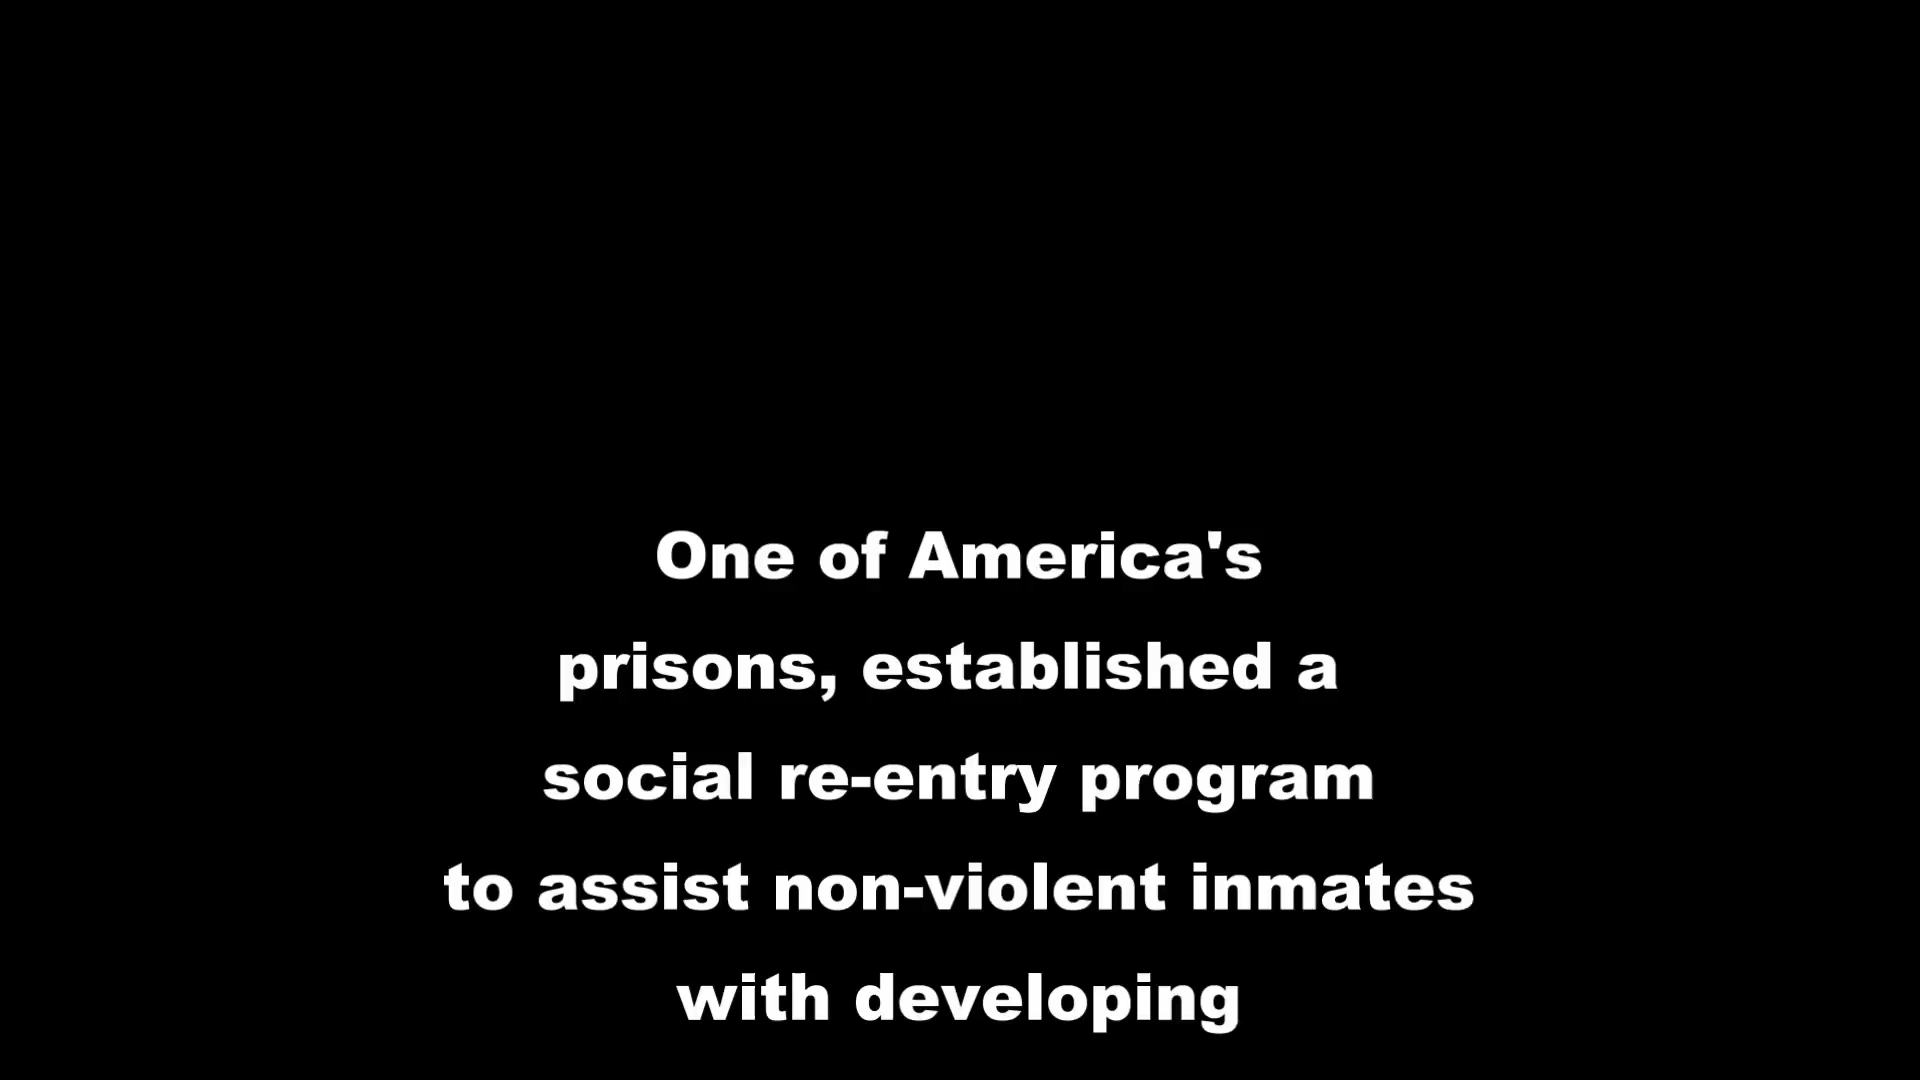 One of America's
prisons, established a
social re-entry program
to assist non-violent inmates
with developing